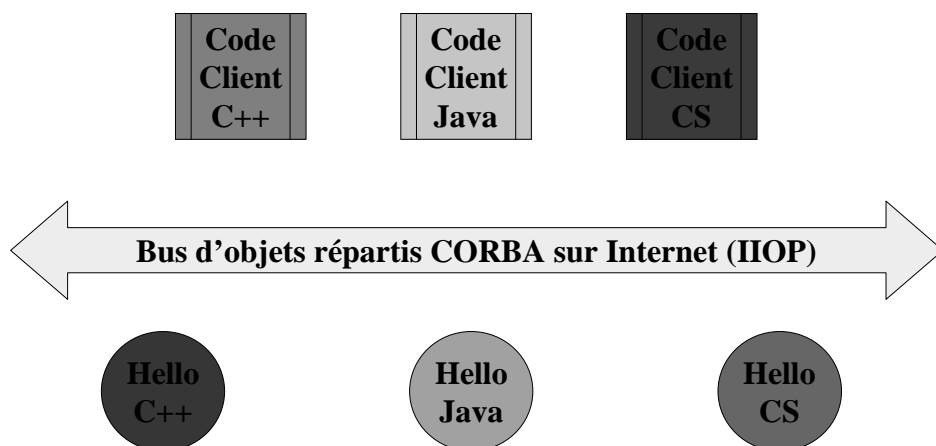 Code
Client
C++
Code
Client
Java
Code
Client
CS
Bus d’objets répartis CORBA sur Internet (IIOP)
Hello
C++
Hello
Java
Hello
CS